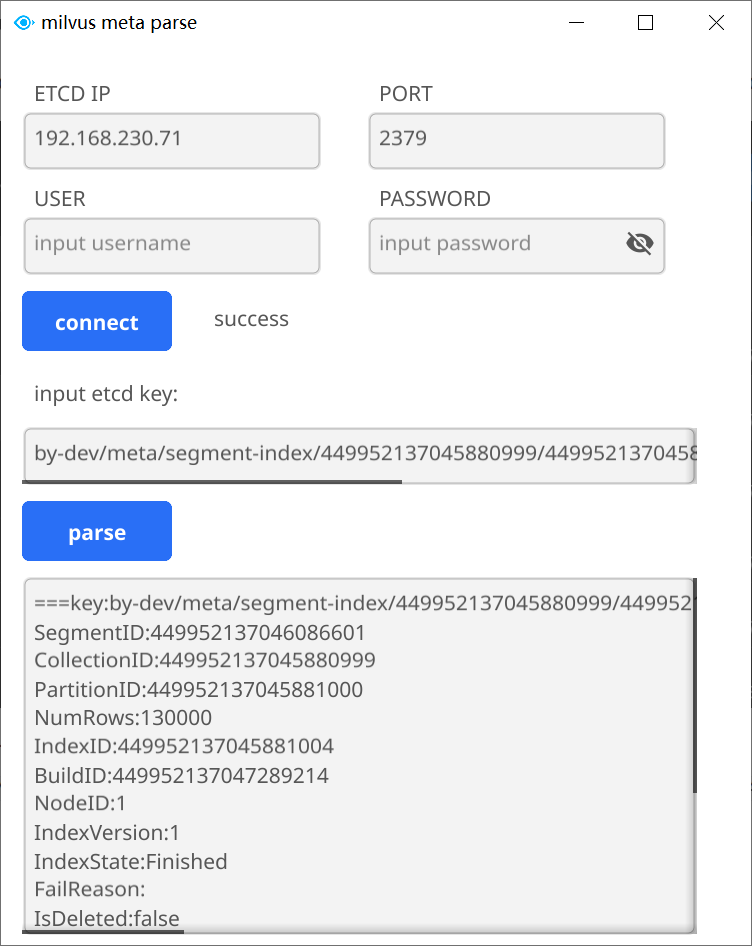 milvus meta parse
ETCD IP PORT
192.168.230.71 2379
USER PASSWORD
input username input password
connect success
input etcd key:
by-dev/meta/segment-index/449952137045880999/4499521370458
parse
===key:by-dev/meta/segment-index/449952137045880999/449952
SegmentID:449952137046086601
CollectionID:449952137045880999
PartitionID:449952137045881000
NumRows:130000
IndexID:449952137045881004
BuildID:449952137047289214
NodeID:1
IndexVersion:1
IndexState:Finished
FailReason:
IsDeleted:false